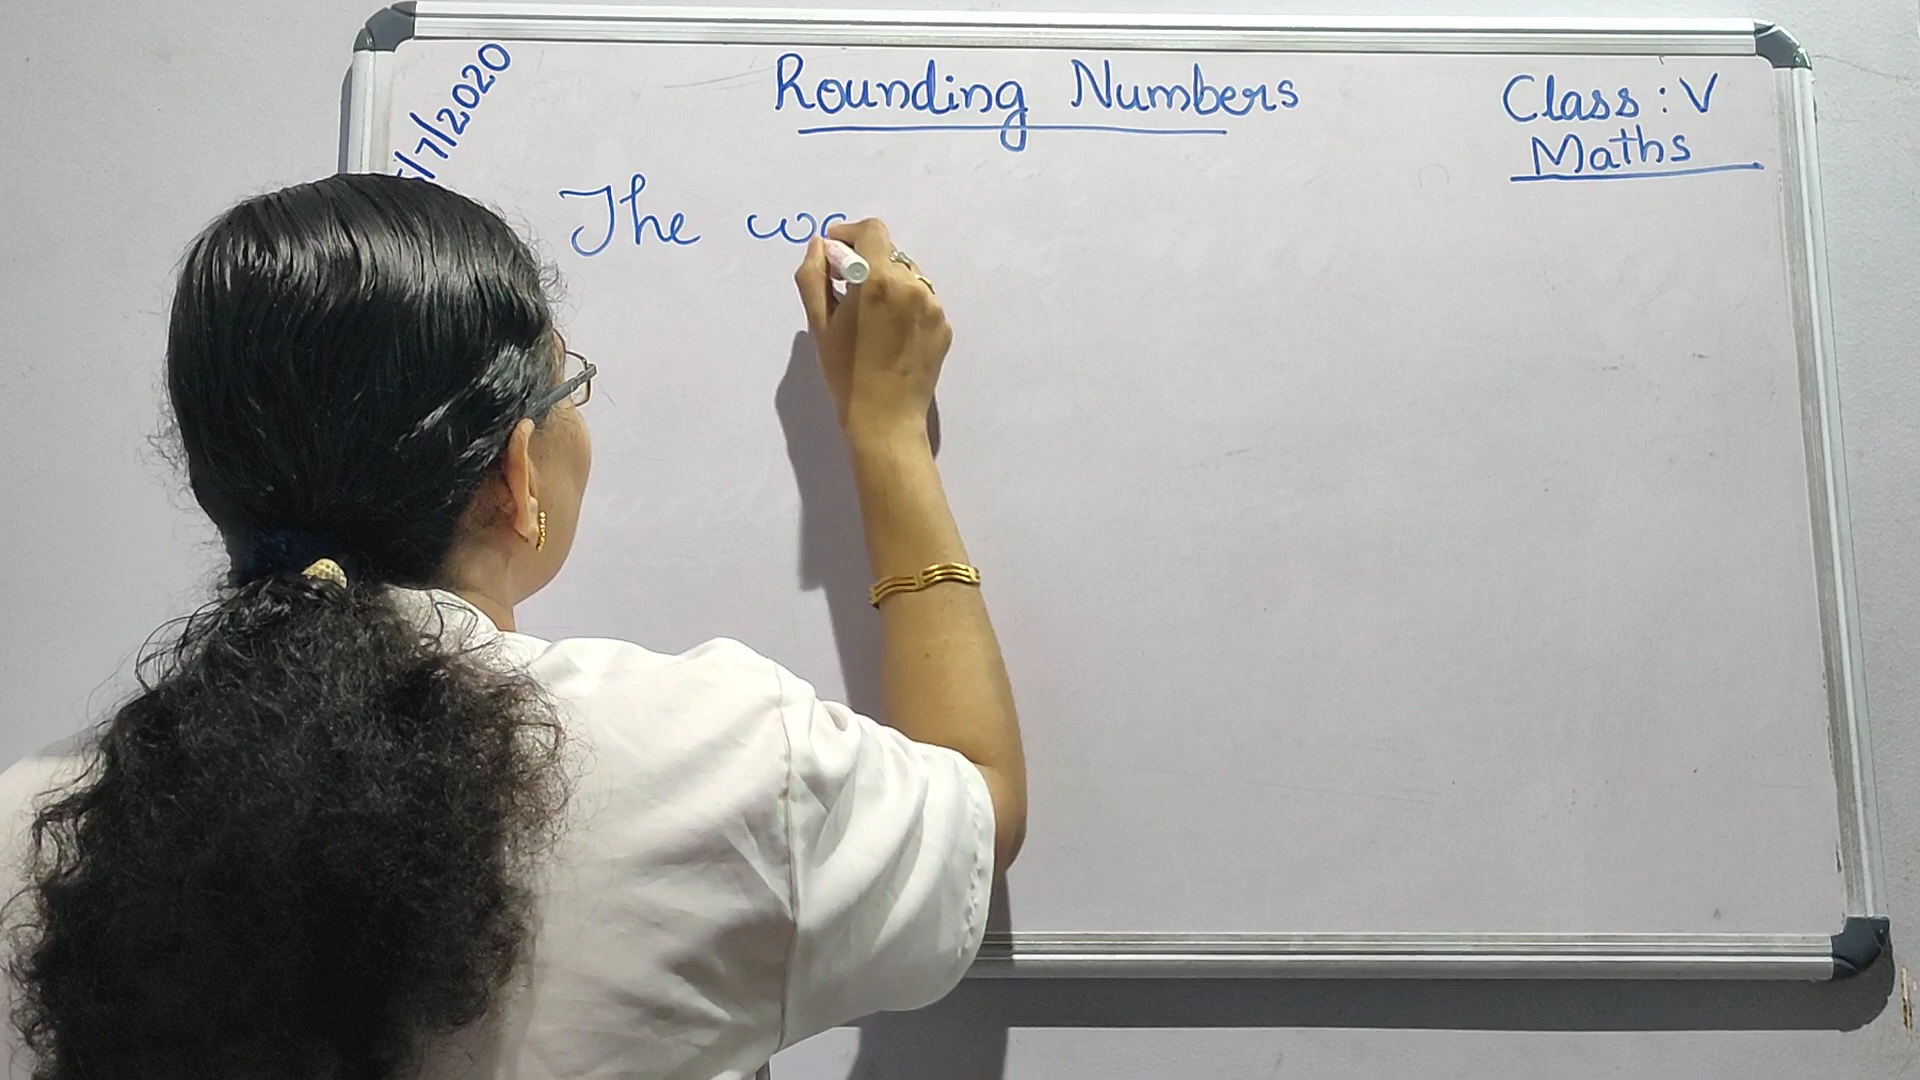 /7/2020
Rounding Numbers
Class : V
Maths
The